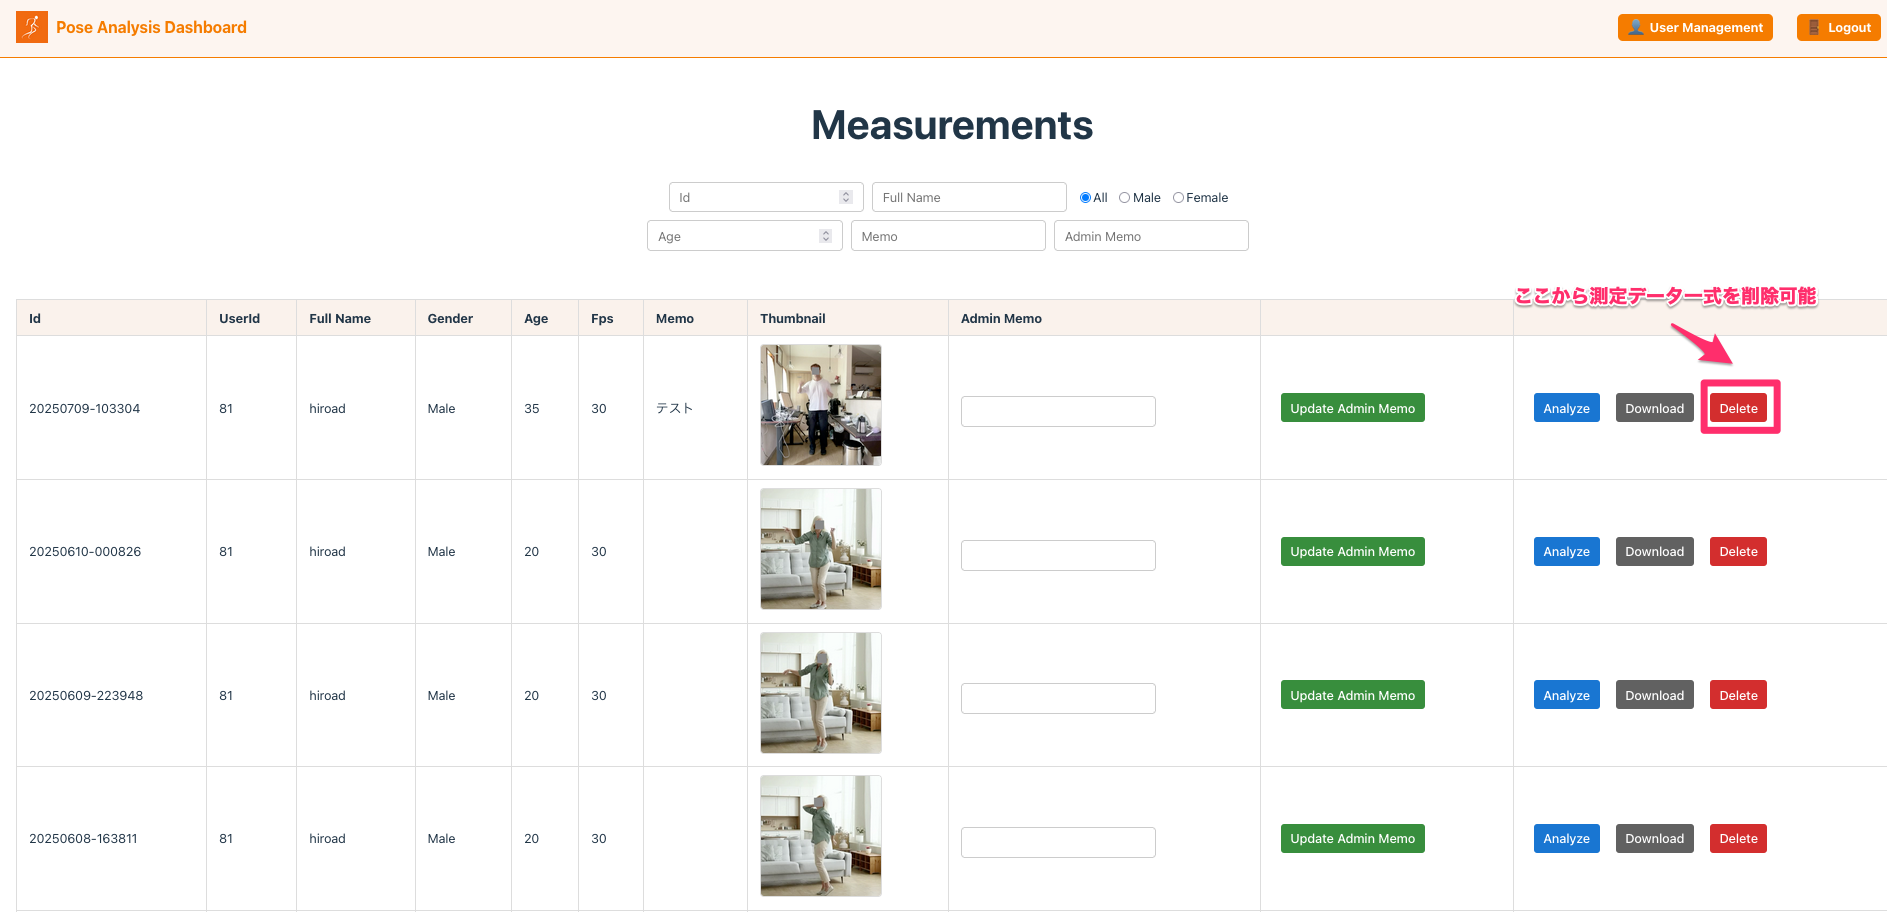 Pose Analysis Dashboard
User Management
Logout
Measurements
Id
Full Name
All
Male
Female
Age
Memo
Admin Memo
ここから測定データ一式を削除可能
Id UserId Full Name Gender Age Fps Memo Thumbnail Admin Memo
20250709-103304 81 hiroad Male 35 30 テスト Update Admin Memo Analyze Download Delete
20250610-000826 81 hiroad Male 20 30 Update Admin Memo Analyze Download Delete
20250609-223948 81 hiroad Male 20 30 Update Admin Memo Analyze Download Delete
20250608-163811 81 hiroad Male 20 30 Update Admin Memo Analyze Download Delete